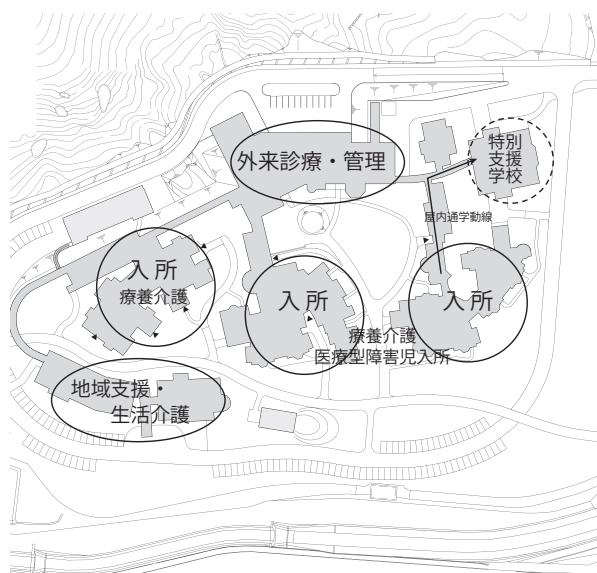 外来診療・管理
特別
支援
学校
屋内通学動線
入所
療養介護
入所
入所
療養介護
医療型障害児入所
地域支援・
生活介護